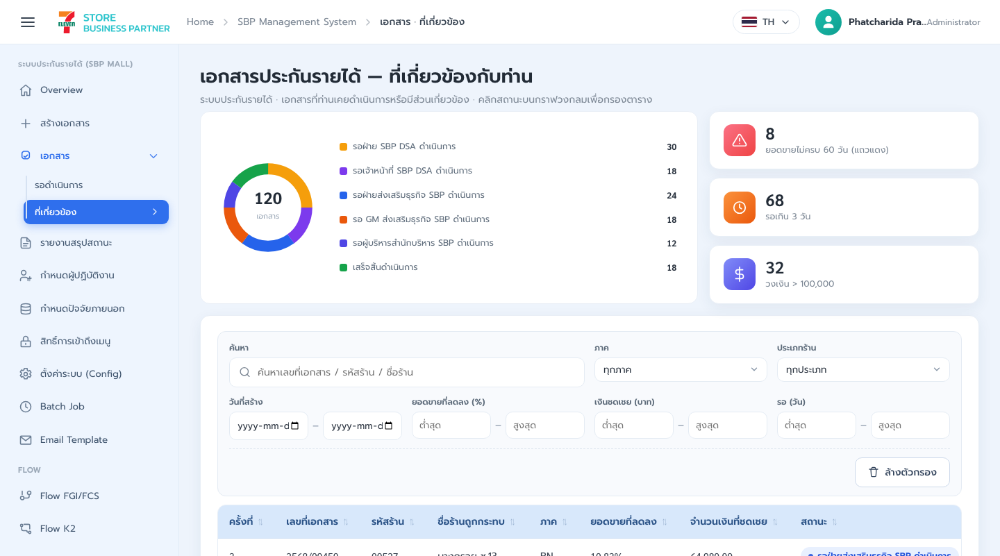 7 ELEVEN STORE BUSINESS PARTNER
Home > SBP Management System > เอกสาร · ที่เกี่ยวข้อง
TH
Phatcharida Pra... Administrator
ระบบประกันรายได้ (SBP MALL)
Overview
สร้างเอกสาร
เอกสาร
รอดำเนินการ
ที่เกี่ยวข้อง
รายงานสรุปสถานะ
กำหนดผู้ปฏิบัติงาน
กำหนดปัจจัยภายนอก
สิทธิ์การเข้าถึงเมนู
ตั้งค่าระบบ (Config)
Batch Job
Email Template
FLOW
Flow FGI/FCS
Flow K2
เอกสารประกันรายได้ — ที่เกี่ยวข้องกับท่าน
ระบบประกันรายได้ · เอกสารที่ท่านเคยดำเนินการหรือมีส่วนเกี่ยวข้อง · คลิกสถานะบนกราฟวงกลมเพื่อกรองตาราง
120
เอกสาร
รอฝ่าย SBP DSA ดำเนินการ 30
รอเจ้าหน้าที่ SBP DSA ดำเนินการ 18
รอฝ่ายส่งเสริมธุรกิจ SBP ดำเนินการ 24
รอ GM ส่งเสริมธุรกิจ SBP ดำเนินการ 18
รอผู้บริหารสำนักบริหาร SBP ดำเนินการ 12
เสร็จสิ้นดำเนินการ 18
8
ยอดขายไม่ครบ 60 วัน (แถวแดง)
68
รอเกิน 3 วัน
32
วงเงิน > 100,000
ค้นหา ภาค ประเภทร้าน
ค้นหาเลขที่เอกสาร / รหัสร้าน / ชื่อร้าน ทุกภาค ทุกประเภท
วันที่สร้าง ยอดขายที่ลดลง (%) เงินชดเชย (บาท) รอ (วัน)
yyyy-mm-d – yyyy-mm-d ต่ำสุด – สูงสุด ต่ำสุด – สูงสุด ต่ำสุด – สูงสุด
ล้างตัวกรอง
ครั้งที่ เลขที่เอกสาร รหัสร้าน ชื่อร้านถูกกระทบ ภาค ยอดขายที่ลดลง จำนวนเงินที่ชดเชย สถานะ
รอฝ่ายส่งเสริมธุรกิจ SBP ดำเนินการ